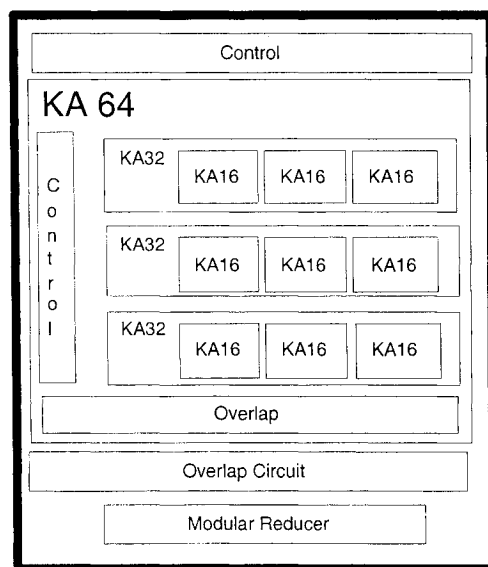 Control
KA 64
Control
KA32
KA16 KA16 KA16
KA32
KA16 KA16 KA16
KA32
KA16 KA16 KA16
Overlap
Overlap Circuit
Modular Reducer